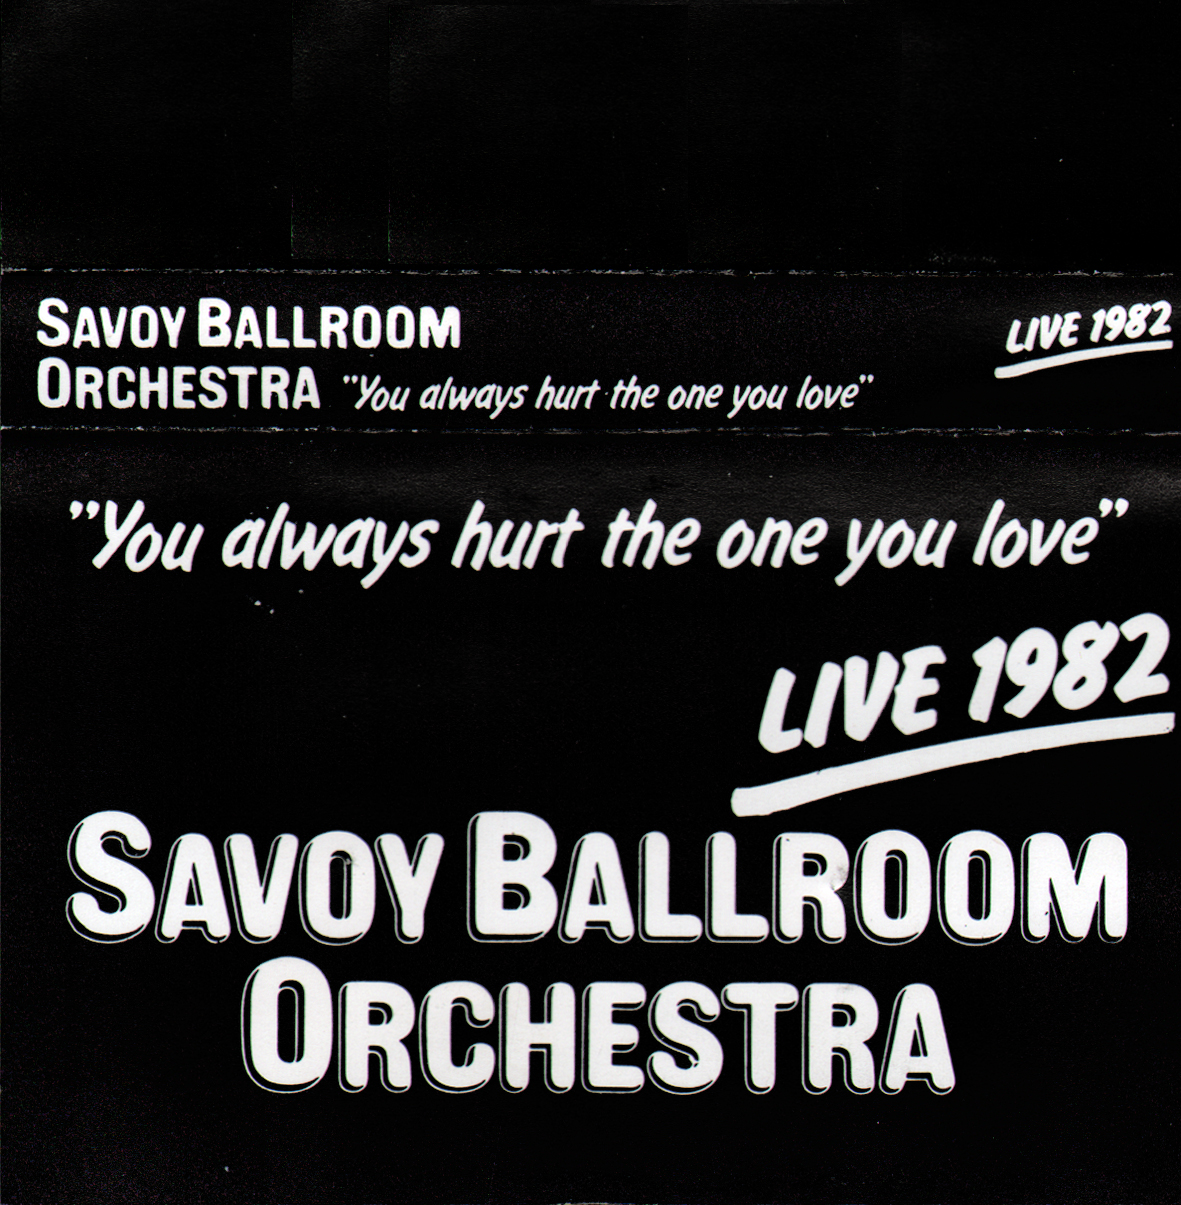 SAVOY BALLROOM
ORCHESTRA "You always hurt the one you love"
LIVE 1982
"You always hurt the one you love"
LIVE 1982
SAVOY BALLROOM
ORCHESTRA